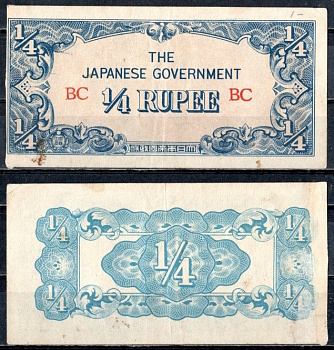 1-
1/4 1/4
THE
JAPANESE GOVERNMENT
BC 1/4 RUPEE BC
1/4 1/4
1/4 1/4
1/4
1/4 1/4